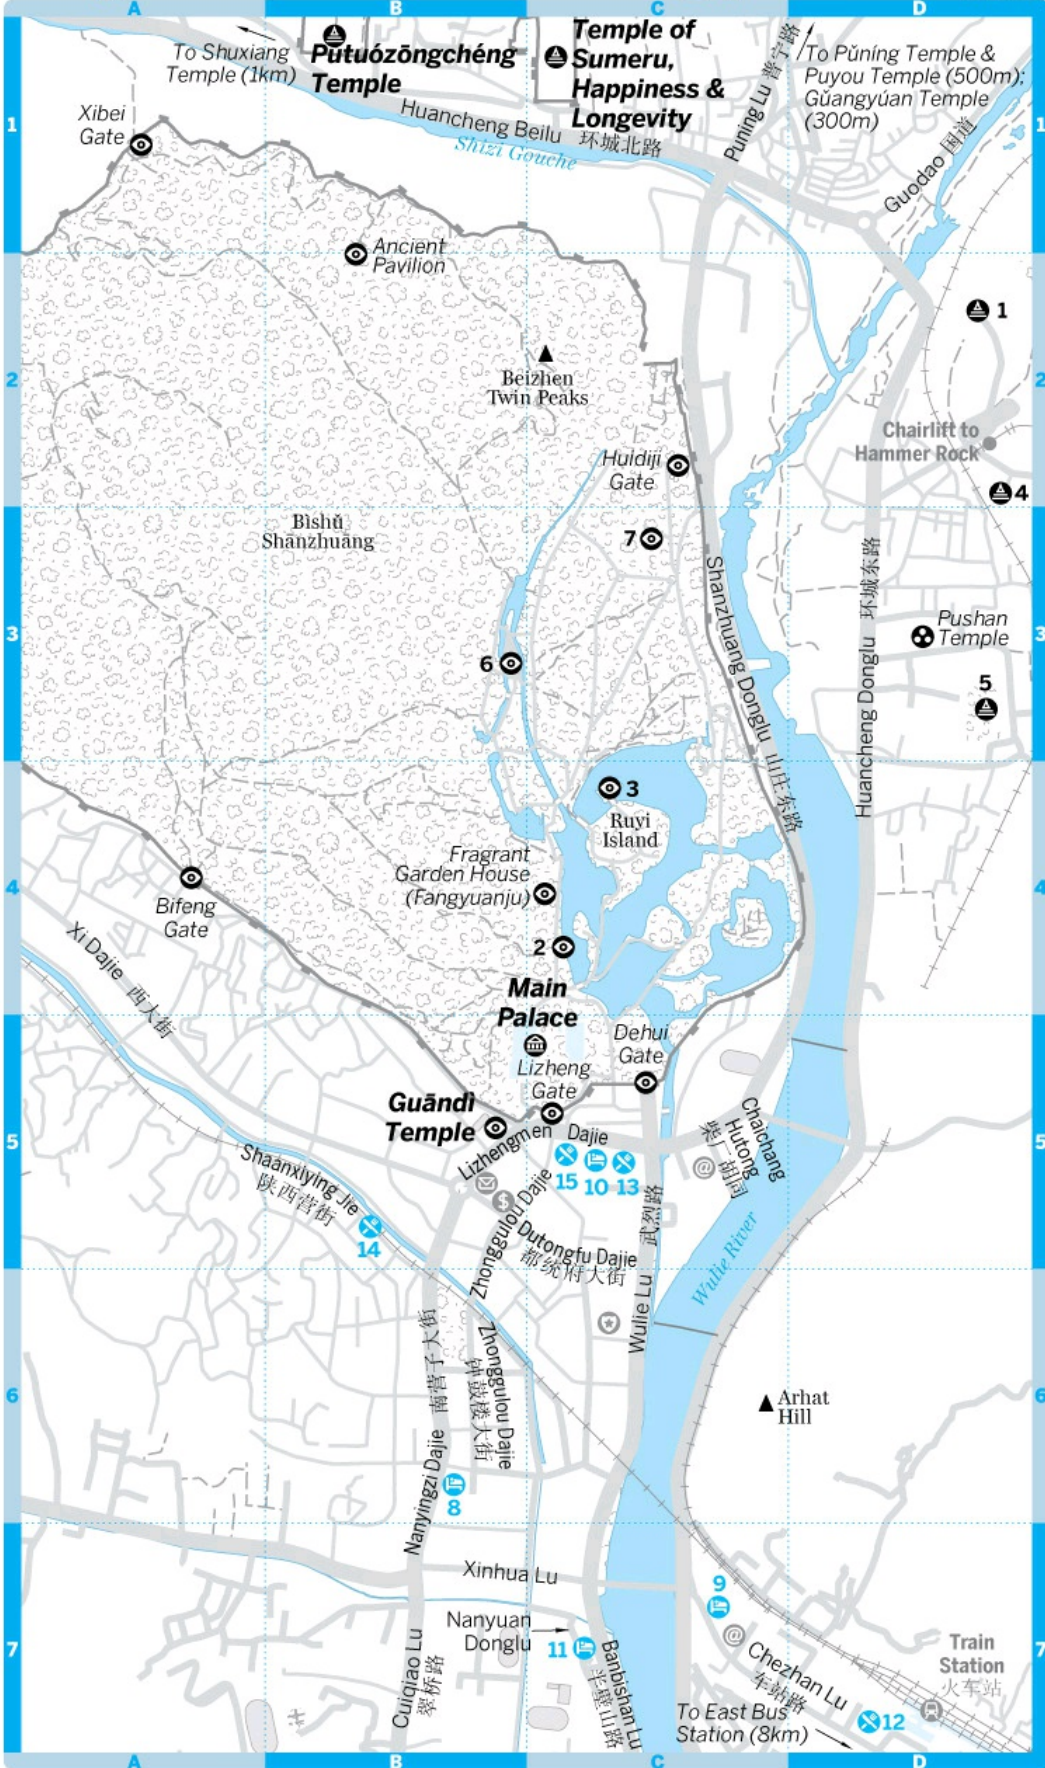 A
B
C
D
To Shuxiang
Temple (1km)
Pǔtuózōngchéng
Temple
Temple of
Sumeru,
Happiness &
Longevity
Puning Lu 普宁路
To Pǔníng Temple &
Puyou Temple (500m);
Gǔangyúan Temple
(300m)
Xibei
Gate
1
Huancheng Beilu 环城北路
Shizi Gouche
1
Guodao 国道
Ancient
Pavilion
1
2
Beizhen
Twin Peaks
2
Chairlift to
Hammer Rock
Huidiji
Gate
4
Bìshǔ
Shānzhuāng
7
Shanzhuang Donglu 山庄东路
Huancheng Donglu 环城东路
3
Pushan
Temple
3
6
5
3
Ruyi
Island
Fragrant
Garden House
(Fangyuanju)
4
4
Bifeng
Gate
2
Xi Dajie 西大街
Main
Palace
Dehui
Gate
Lizheng
Gate
Guāndì
Temple
5
Lizhengmen Dajie
Chaichang
Hutong
5
15
10
13
@
Shaanxiying Jie
陕西营街
14
$
Zhonggulou Dajie
Dutongfu Dajie
都统府大街
Wulie Lu 武烈路
Wulie River
6
Zhonggulou Dajie
钟鼓楼大街
Arhat
Hill
6
Nanyingzi Dajie
8
Xinhua Lu
9
Nanyuan
Donglu
11
@
7
Cuiqiao Lu
翠桥路
Banbishan Lu
半壁山路
Chezhan Lu
车站路
Train
Station
火车站
7
12
To East Bus
Station (8km)
A
B
C
D